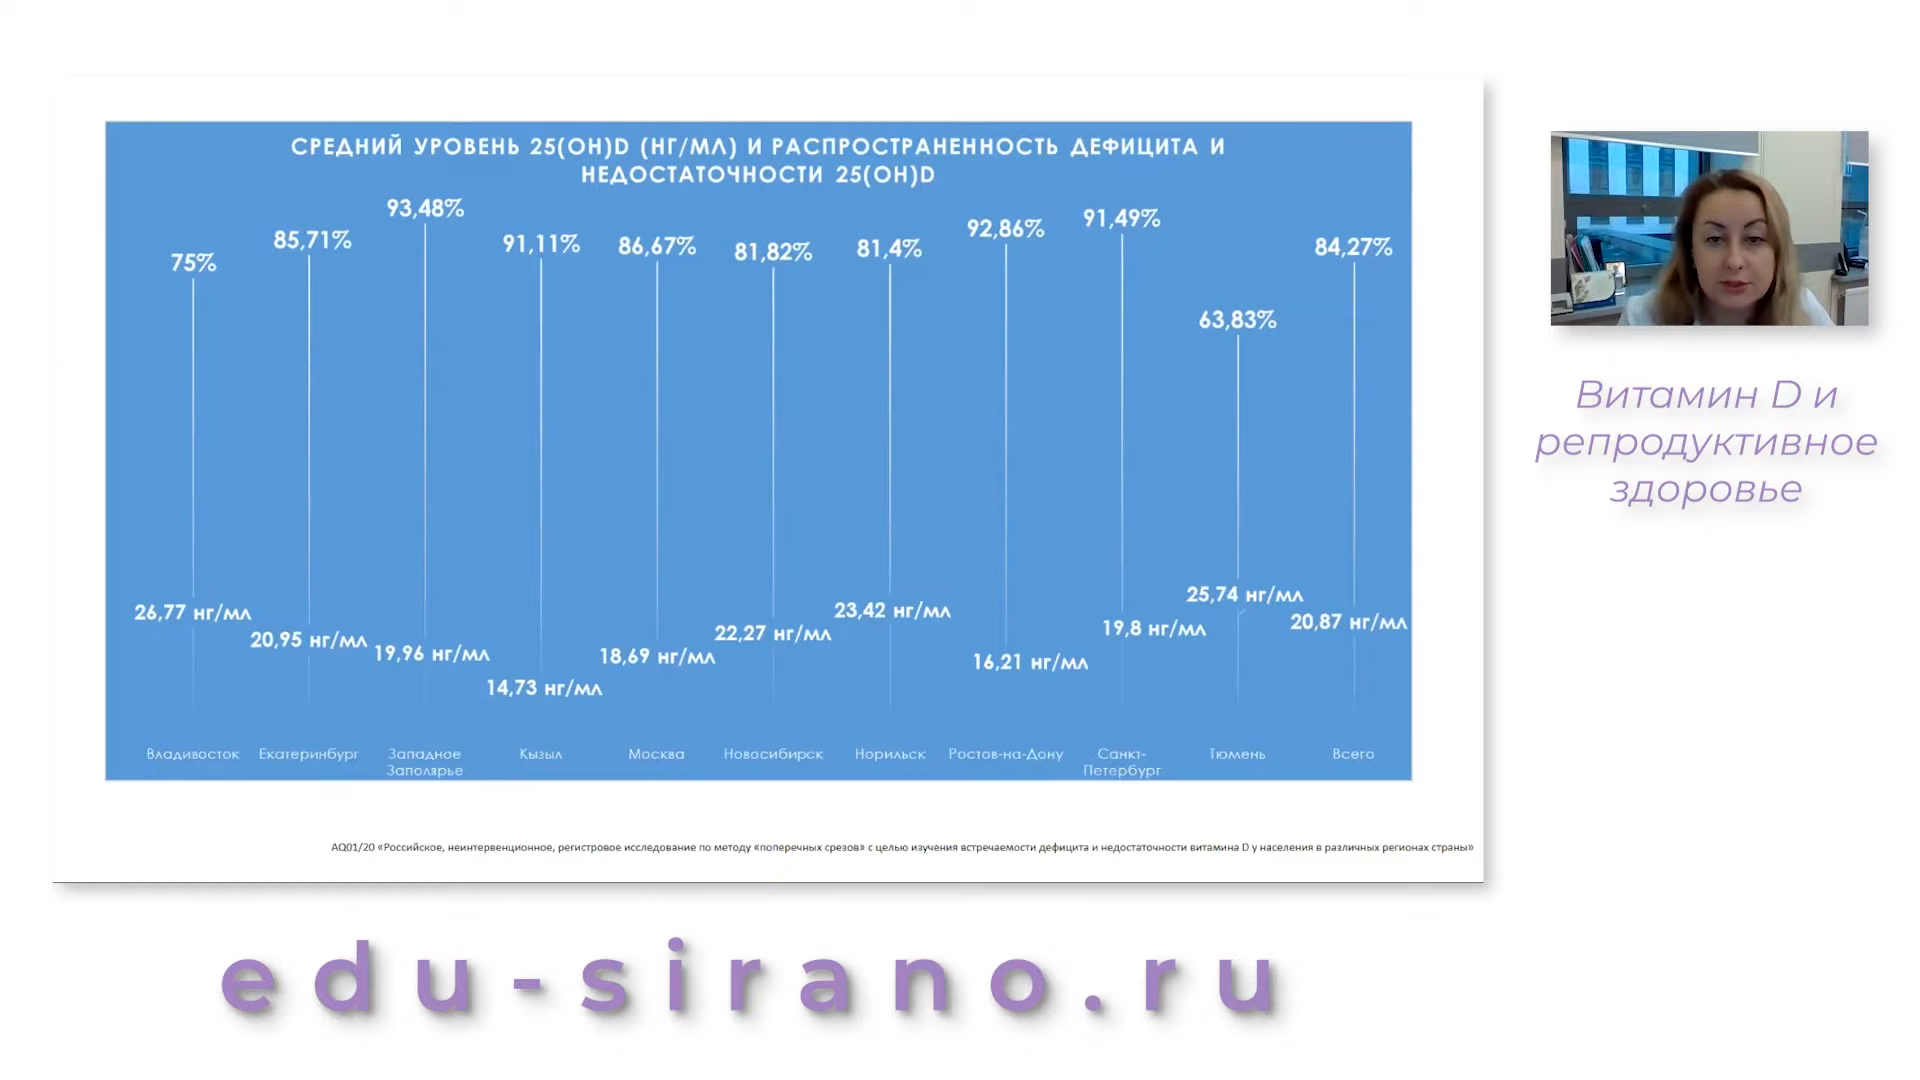 СРЕДНИЙ УРОВЕНЬ 25(ОН)D (НГ/МЛ) И РАСПРОСТРАНЕННОСТЬ ДЕФИЦИТА И
НЕДОСТАТОЧНОСТИ 25(ОН)D
75%
85,71%
93,48%
91,11%
86,67%
81,82%
81,4%
92,86%
91,49%
63,83%
84,27%
26,77 нг/мл
20,95 нг/мл
19,96 нг/мл
14,73 нг/мл
18,69 нг/мл
22,27 нг/мл
23,42 нг/мл
16,21 нг/мл
19,8 нг/мл
25,74 нг/мл
20,87 нг/мл
Владивосток
Екатеринбург
Западное
Заполярье
Кызыл
Москва
Новосибирск
Норильск
Ростов-на-Дону
Санкт-
Петербург
Тюмень
Всего
AQ01/20 «Российское, неинтервенционное, регистровое исследование по методу «поперечных срезов» с целью изучения встречаемости дефицита и недостаточности витамина D у населения в различных регионах страны»
Витамин D и
репродуктивное
здоровье
edu-sirano.ru